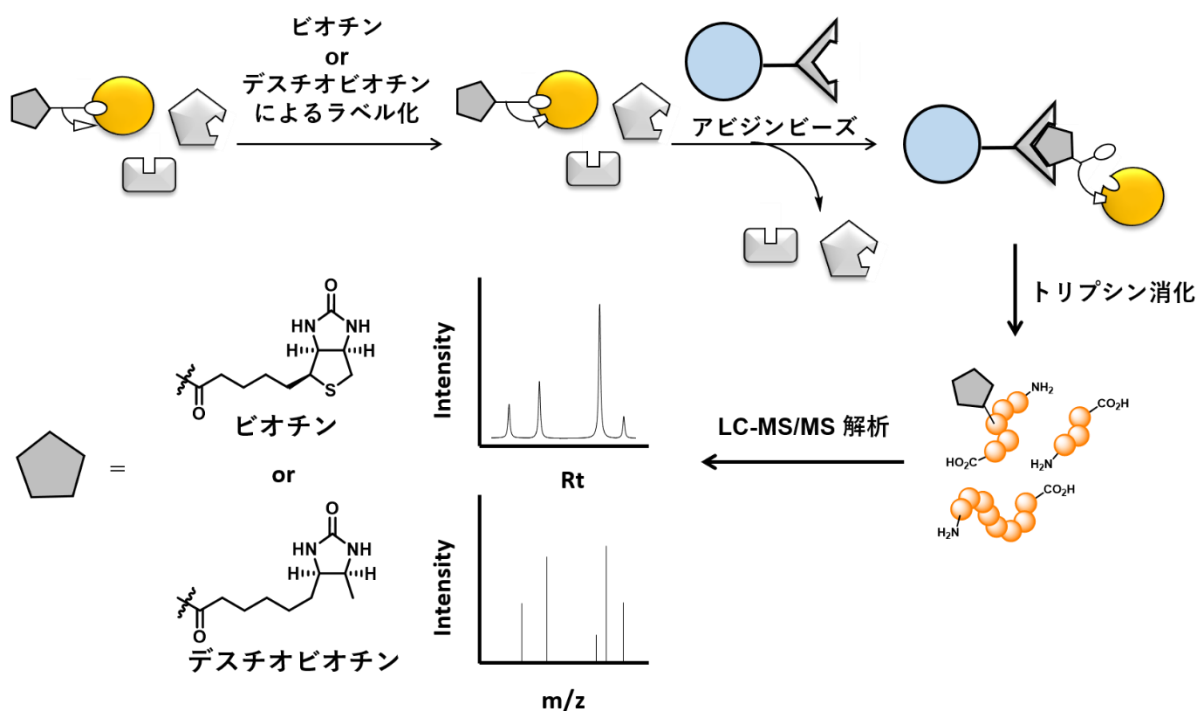 ビオチン
or
デスチオビオチン
によるラベル化
アビジンビーズ
トリプシン消化
NH2
CO2H
HO2C
H2N
CO2H
H2N
LC-MS/MS 解析
Intensity
Rt
Intensity
m/z
=
O
HN
NH
H
H
S
O
ビオチン
or
O
HN
NH
H
H
O
デスチオビオチン